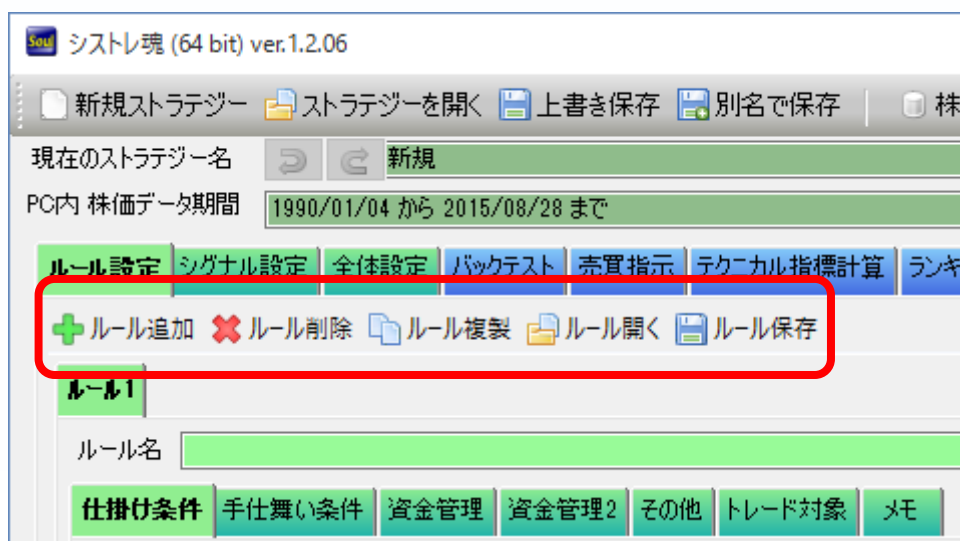 Soul シストレ魂 (64 bit) ver.1.2.06
新規ストラテジー ストラテジーを開く 上書き保存 別名で保存 株
現在のストラテジー名 新規
PC内 株価データ期間 1990/01/04 から 2015/08/28 まで
ルール設定 シグナル設定 全体設定 バックテスト 売買指示 テクニカル指標計算 ランキ
ルール追加 ルール削除 ルール複製 ルール開く ルール保存
ルール1
ルール名
仕掛け条件 手仕舞い条件 資金管理 資金管理2 その他 トレード対象 メモ